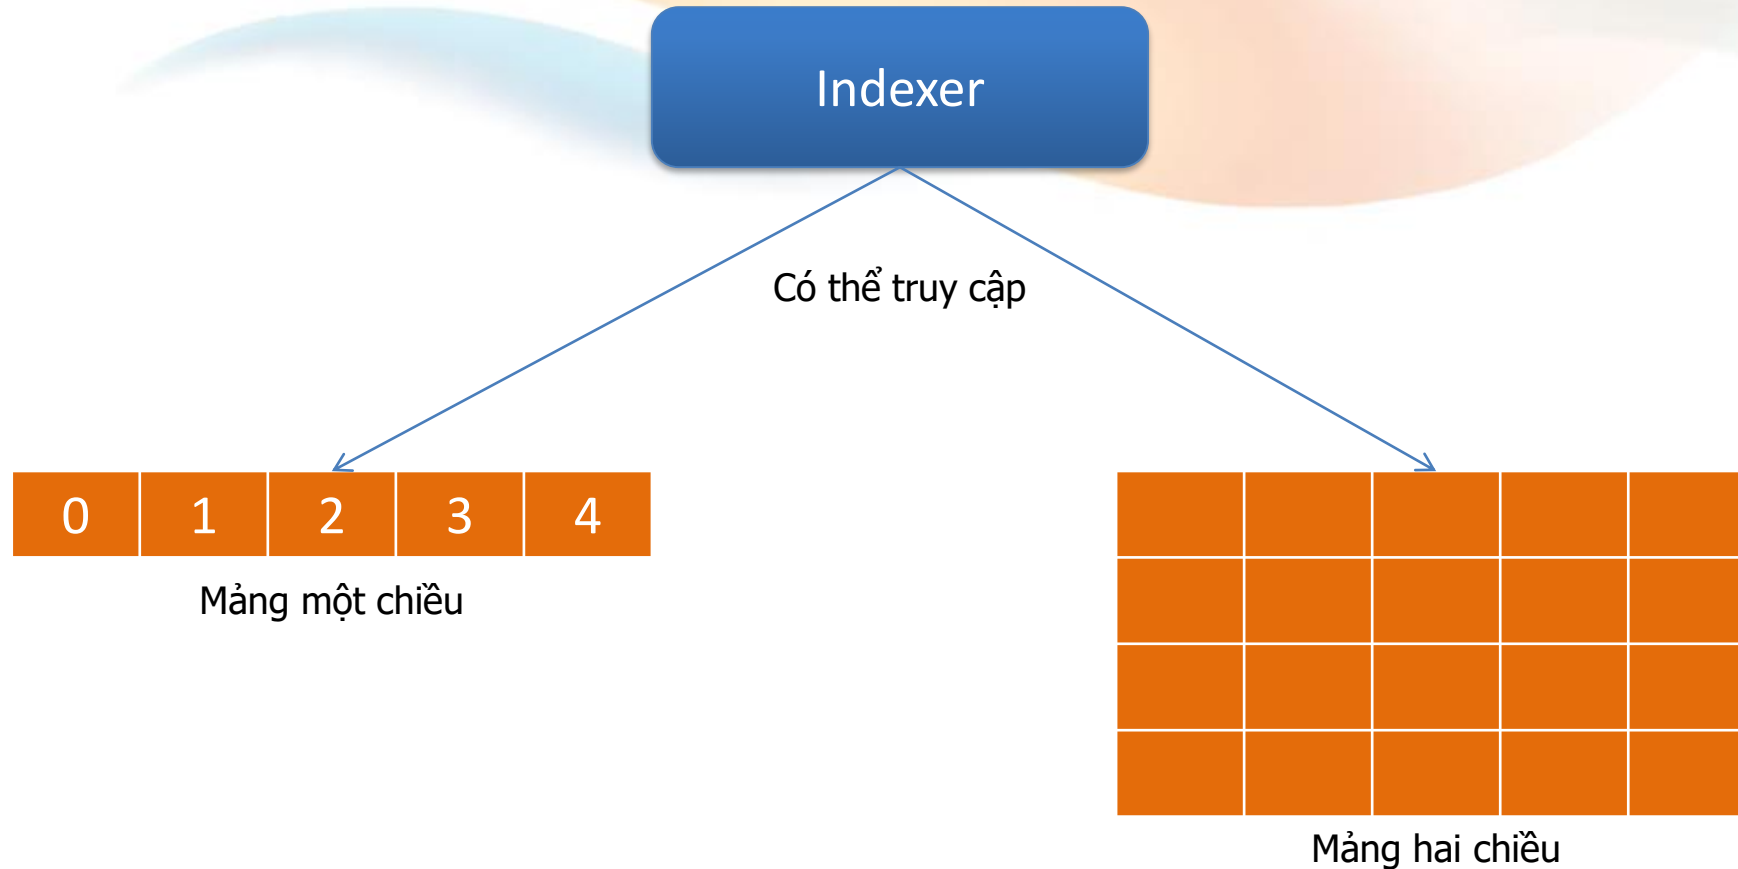 Indexer
Có thể truy cập
0 1 2 3 4
Mảng một chiều
Mảng hai chiều